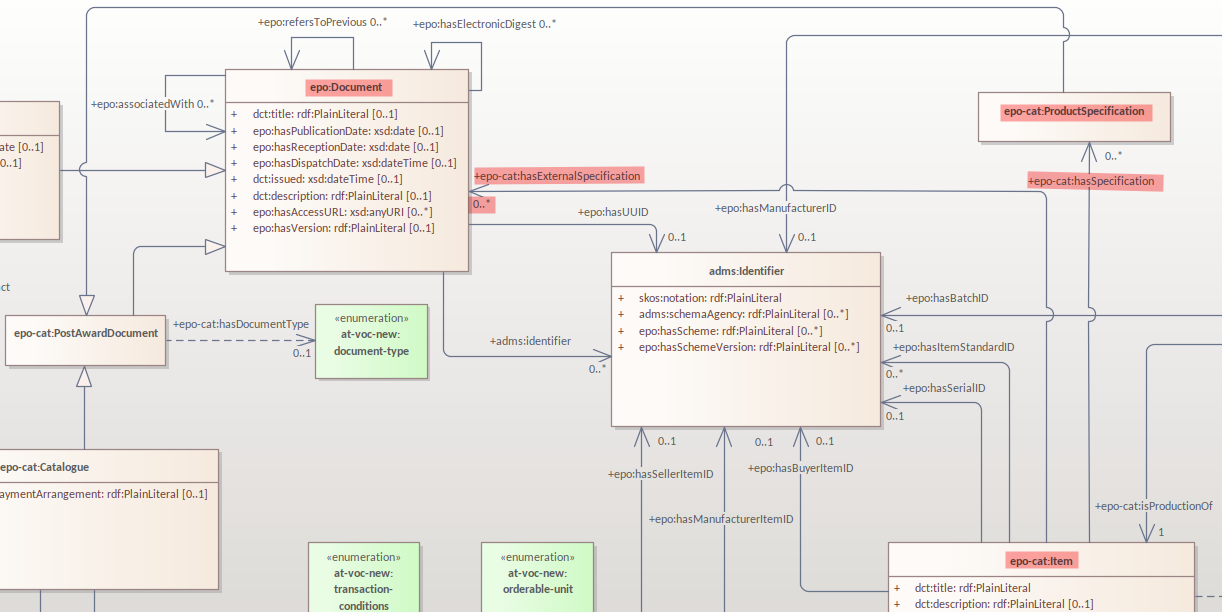 +epo:refersToPrevious 0..*
+epo:hasElectronicDigest 0..*
epo:Document
+epo:associatedWith 0..*
+ dct:title: rdf:PlainLiteral [0..1]
+ epo:hasPublicationDate: xsd:date [0..1]
+ epo:hasReceptionDate: xsd:date [0..1]
+ epo:hasDispatchDate: xsd:dateTime [0..1]
+ dct:issued: xsd:dateTime [0..1]
+ dct:description: rdf:PlainLiteral [0..1]
+ epo:hasAccessURL: xsd:anyURI [0..*]
+ epo:hasVersion: rdf:PlainLiteral [0..1]
ate [0..1]
0..1]
epo-cat:ProductSpecification
0..*
+epo-cat:hasSpecification
+epo-cat:hasExternalSpecification
0..*
+epo:hasUUID
0..1
+epo:hasManufacturerID
0..1
adms:Identifier
+ skos:notation: rdf:PlainLiteral
+ adms:schemaAgency: rdf:PlainLiteral [0..*]
+ epo:hasScheme: rdf:PlainLiteral [0..*]
+ epo:hasSchemeVersion: rdf:PlainLiteral [0..*]
+epo:hasBatchID
0..1
+epo:hasItemStandardID
0..*
+epo:hasSerialID
0..1
ct
epo-cat:PostAwardDocument
+epo-cat:hasDocumentType
0..1
«enumeration»
at-voc-new:
document-type
+adms:identifier
0..*
0..1
0..1
0..1
+epo:hasSellerItemID
+epo:hasBuyerItemID
+epo:hasManufacturerItemID
epo-cat:Catalogue
aymentArrangement: rdf:PlainLiteral [0..1]
+epo-cat:isProductionOf
1
«enumeration»
at-voc-new:
transaction-
conditions
«enumeration»
at-voc-new:
orderable-unit
epo-cat:Item
+ dct:title: rdf:PlainLiteral
+ dct:description: rdf:PlainLiteral [0..1]